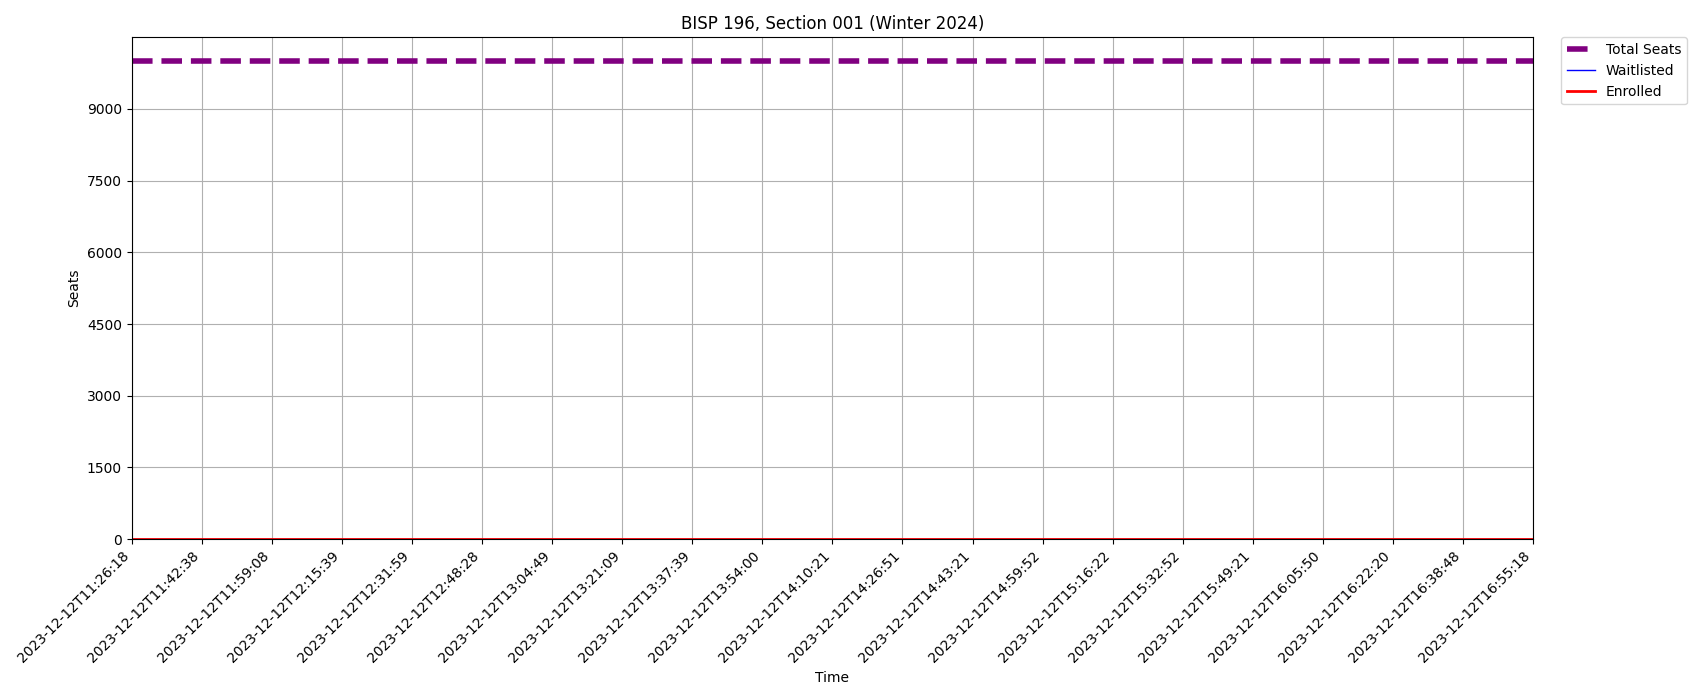 BISP 196, Section 001 (Winter 2024)
Total Seats
Waitlisted
Enrolled
Seats
9000
7500
6000
4500
3000
1500
0
2023-12-12T11:26:18
2023-12-12T11:42:38
2023-12-12T11:59:08
2023-12-12T12:15:39
2023-12-12T12:31:59
2023-12-12T12:48:28
2023-12-12T13:04:49
2023-12-12T13:21:09
2023-12-12T13:37:39
2023-12-12T13:54:00
2023-12-12T14:10:21
2023-12-12T14:26:51
2023-12-12T14:43:21
2023-12-12T14:59:52
2023-12-12T15:16:22
2023-12-12T15:32:52
2023-12-12T15:49:21
2023-12-12T16:05:50
2023-12-12T16:22:20
2023-12-12T16:38:48
2023-12-12T16:55:18
Time